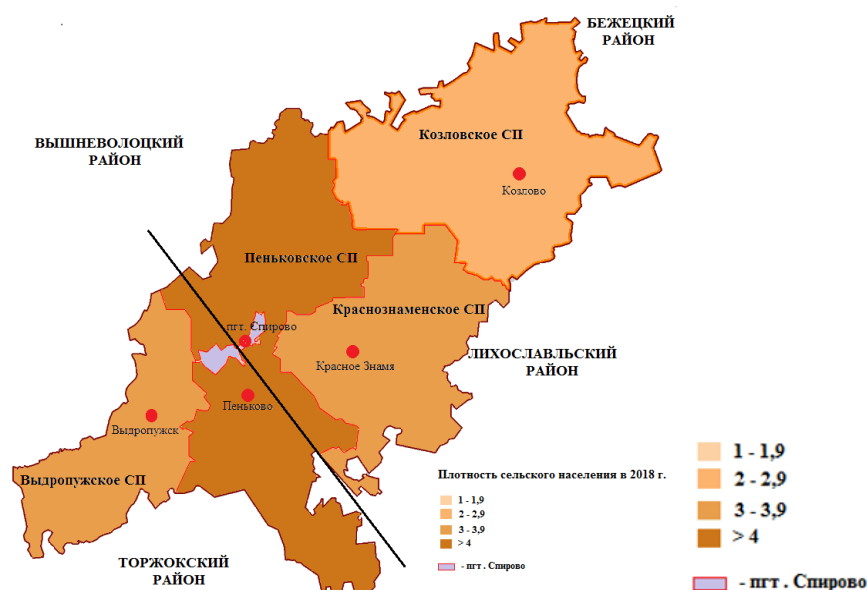 БЕЖЕЦКИЙ
РАЙОН
ВЫШНЕВОЛОЦКИЙ
РАЙОН
Козловское СП
Козлово
Пеньковское СП
Краснознаменское СП
пгт. Спирово
Красное Знамя
ЛИХОСЛАВЛЬСКИЙ
РАЙОН
Пеньково
Выдропужск
Выдропужское СП
ТОРЖОКСКИЙ
РАЙОН
Плотность сельского населения в 2018 г.
1 - 1,9
2 - 2,9
3 - 3,9
> 4
- пгт . Спирово
1 - 1,9
2 - 2,9
3 - 3,9
> 4
- пгт . Спирово